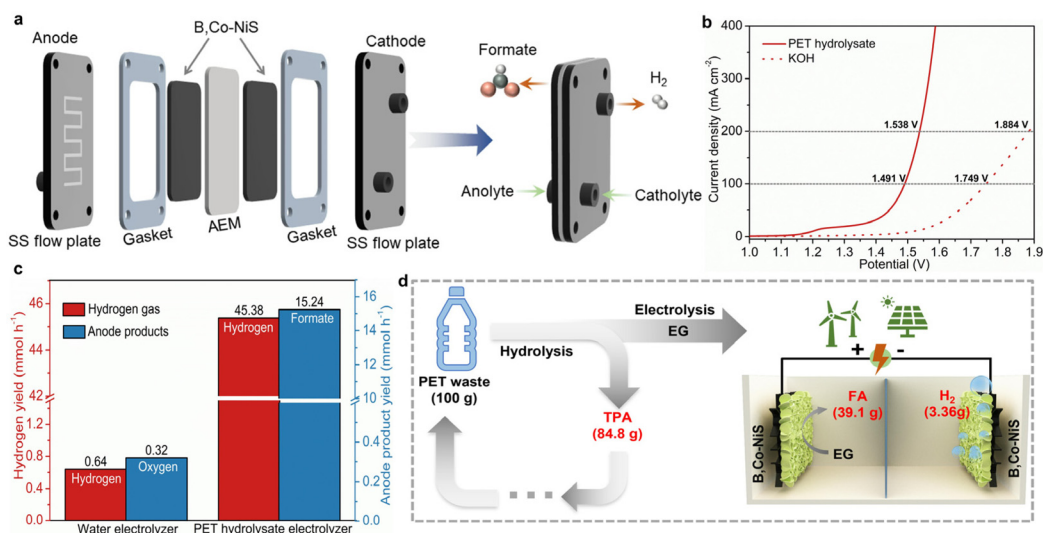 a
Anode
B,Co-NiS
Cathode
Formate
H₂
Anolyte
Catholyte
SS flow plate
Gasket
AEM
Gasket
SS flow plate
b
PET hydrolysate
KOH
Current density (mA cm⁻²)
400
300
200
100
0
1.538 V
1.884 V
1.491 V
1.749 V
1.0 1.1 1.2 1.3 1.4 1.5 1.6 1.7 1.8 1.9
Potential (V)
c
Hydrogen gas
Anode products
Hydrogen yield (mmol h⁻¹)
46
45
44
42
1.2
0.8
0.6
0.4
0.2
0.0
0.64
Hydrogen
0.32
Oxygen
45.38
Hydrogen
15.24
Formate
16
14
12
10
0.4
0.2
0.0
Anode product yield (mmol h⁻¹)
Water electrolyzer
PET hydrolysate electrolyzer
d
PET waste
(100 g)
Hydrolysis
Electrolysis
EG
TPA
(84.8 g)
+ -
FA
(39.1 g)
H₂
(3.36g)
EG
B,Co-NiS
B,Co-NiS